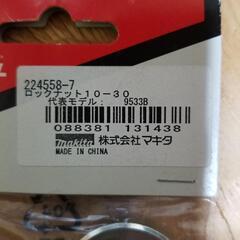 224558-7
ロックナット10-30
代表モデル： 9533B
088381 131438
makita 株式会社マキタ
MADE IN CHINA